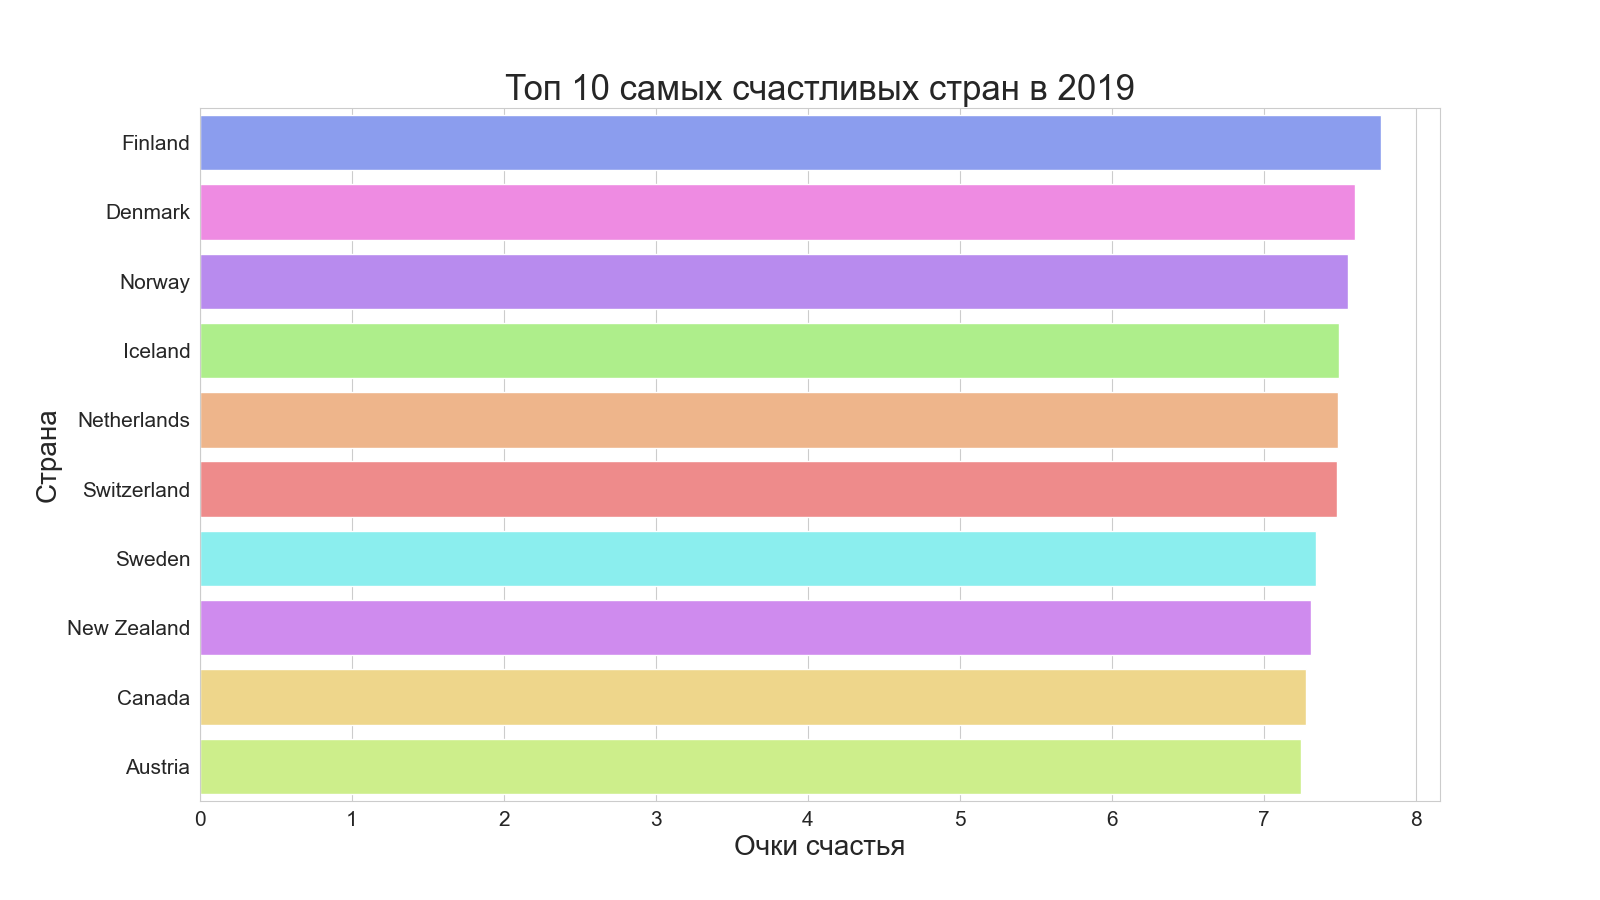 Топ 10 самых счастливых стран в 2019
Страна
Finland
Denmark
Norway
Iceland
Netherlands
Switzerland
Sweden
New Zealand
Canada
Austria
0 1 2 3 4 5 6 7 8
Очки счастья